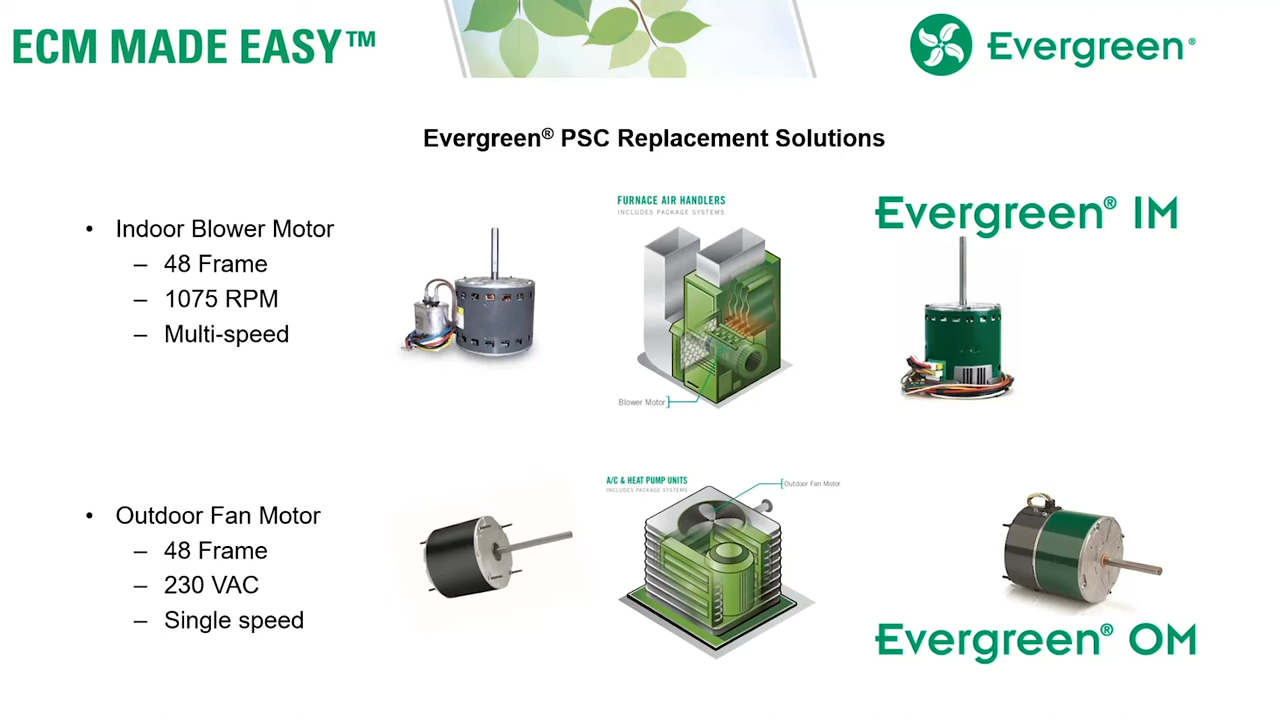 ECM MADE EASY™
Evergreen®
Evergreen® PSC Replacement Solutions
• Indoor Blower Motor
– 48 Frame
– 1075 RPM
– Multi-speed
FURNACE AIR HANDLERS
INCLUDES PACKAGE SYSTEMS
Blower Motor
Evergreen® IM
• Outdoor Fan Motor
– 48 Frame
– 230 VAC
– Single speed
A/C & HEAT PUMP UNITS
INCLUDES PACKAGE SYSTEMS
Outdoor Fan Motor
Evergreen® OM